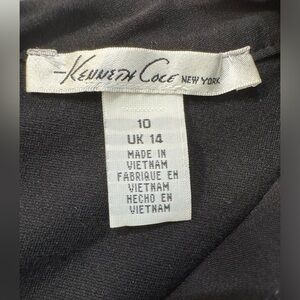 Kenneth Cole NEW YORK
10
UK 14
MADE IN
VIETNAM
FABRIQUE EN
VIETNAM
HECHO EN
VIETNAM